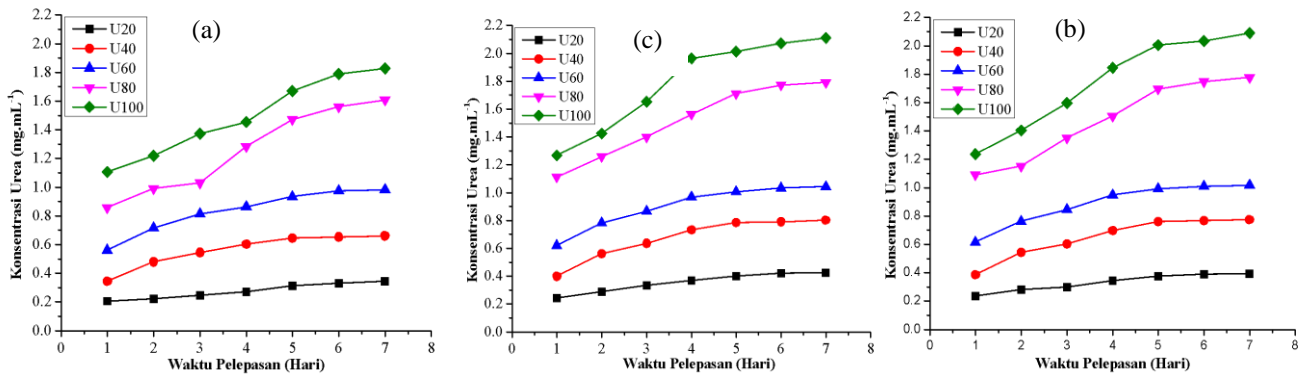 (a)
U20
U40
U60
U80
U100
Konsentrasi Urea (mg.mL⁻¹)
2.2
2.0
1.8
1.6
1.4
1.2
1.0
0.8
0.6
0.4
0.2
0.0
0 1 2 3 4 5 6 7 8
Waktu Pelepasan (Hari)
(c)
U20
U40
U60
U80
U100
Konsentrasi Urea (mg.mL⁻¹)
2.2
2.0
1.8
1.6
1.4
1.2
1.0
0.8
0.6
0.4
0.2
0.0
0 1 2 3 4 5 6 7 8
Waktu Pelepasan (Hari)
(b)
U20
U40
U60
U80
U100
Konsentrasi Urea (mg.mL⁻¹)
2.2
2.0
1.8
1.6
1.4
1.2
1.0
0.8
0.6
0.4
0.2
0.0
0 1 2 3 4 5 6 7 8
Waktu Pelepasan (Hari)